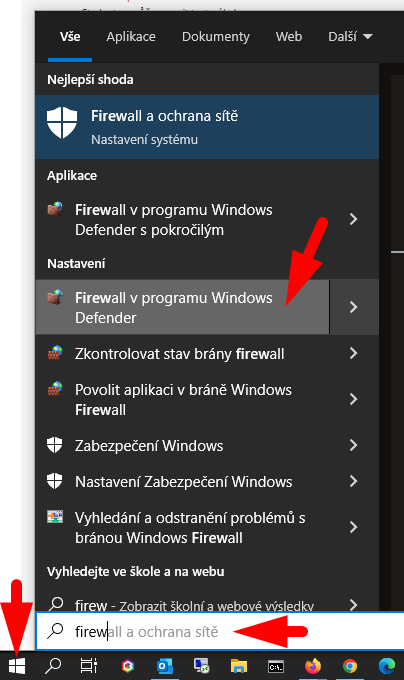 Vše Aplikace Dokumenty Web Další
Nejlepší shoda
Firewall a ochrana sítě
Nastavení systému
Aplikace
Firewall v programu Windows
Defender s pokročilým
Nastavení
Firewall v programu Windows
Defender
Zkontrolovat stav brány firewall
Povolit aplikaci v bráně Windows
Firewall
Zabezpečení Windows
Nastavení Zabezpečení Windows
Vyhledání a odstranění problémů s
bránou Windows Firewall
Vyhledejte ve škole a na webu
firew - Zobrazit školní a webové výsledky
firewall a ochrana sítě